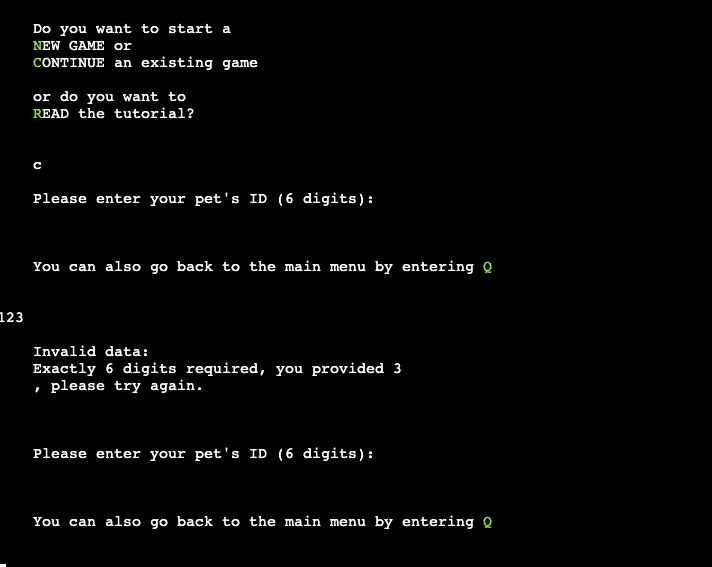 Do you want to start a
NEW GAME or
CONTINUE an existing game
or do you want to
READ the tutorial?
c
Please enter your pet's ID (6 digits):
You can also go back to the main menu by entering Q
123
Invalid data:
Exactly 6 digits required, you provided 3
, please try again.
Please enter your pet's ID (6 digits):
You can also go back to the main menu by entering Q